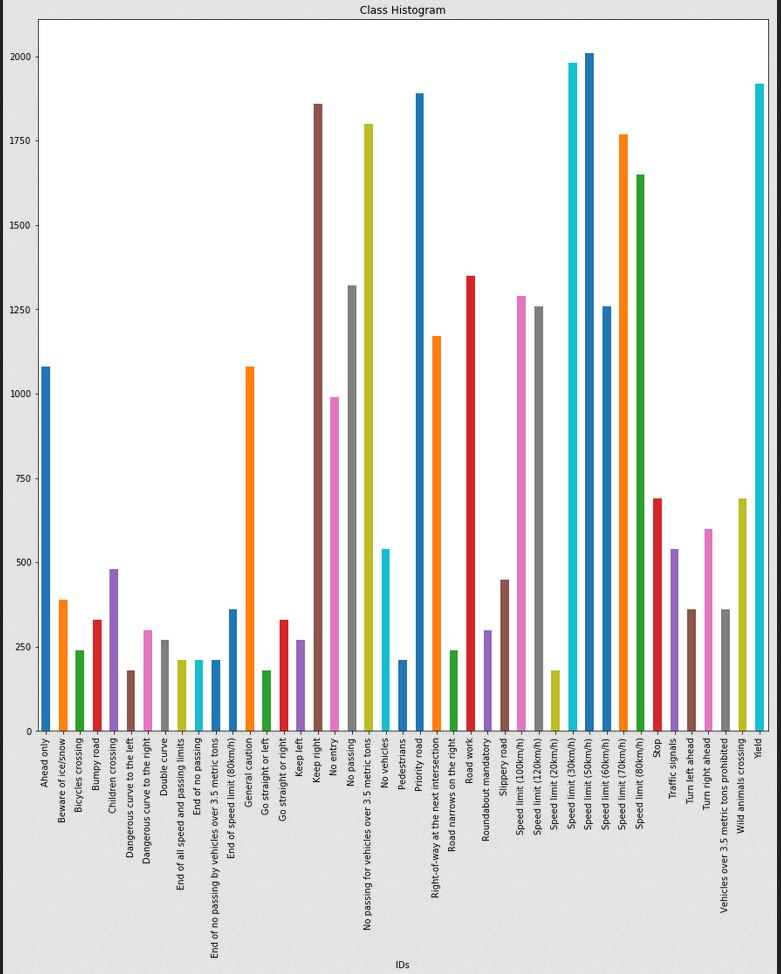 Class Histogram
2000
1750
1500
1250
1000
750
500
250
0
Ahead only
Beware of ice/snow
Bicycles crossing
Bumpy road
Children crossing
Dangerous curve to the left
Dangerous curve to the right
Double curve
End of all speed and passing limits
End of no passing
End of no passing by vehicles over 3.5 metric tons
End of speed limit (80km/h)
General caution
Go straight or left
Go straight or right
Keep left
Keep right
No entry
No passing
No passing for vehicles over 3.5 metric tons
No vehicles
Pedestrians
Priority road
Right-of-way at the next intersection
Road narrows on the right
Road work
Roundabout mandatory
Slippery road
Speed limit (100km/h)
Speed limit (120km/h)
Speed limit (20km/h)
Speed limit (30km/h)
Speed limit (50km/h)
Speed limit (60km/h)
Speed limit (70km/h)
Speed limit (80km/h)
Stop
Traffic signals
Turn left ahead
Turn right ahead
Vehicles over 3.5 metric tons prohibited
Wild animals crossing
Yield
IDs